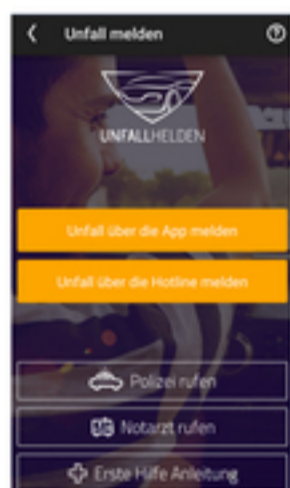 Unfall melden
UNFALLHELDEN
Unfall über die App melden
Unfall über die Hotline melden
Polizei rufen
Notarzt rufen
Erste Hilfe Anleitung